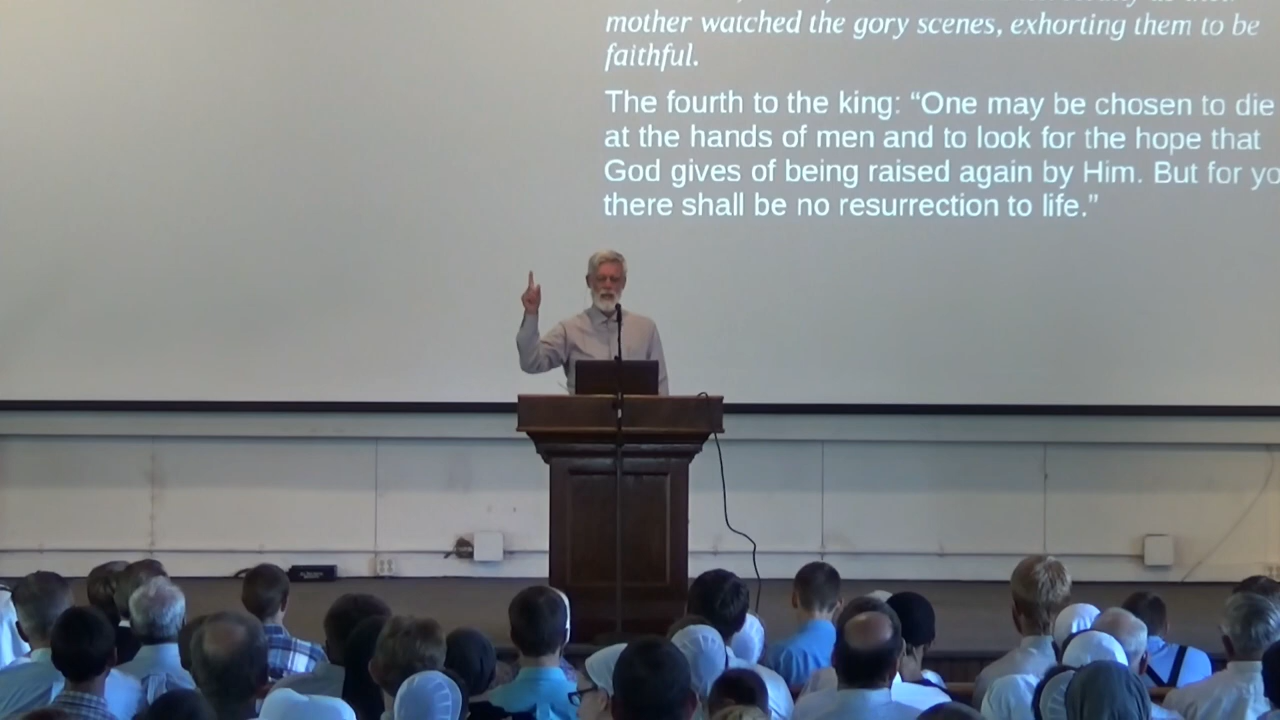 mother watched the gory scenes, exhorting them to be
faithful.
The fourth to the king: “One may be chosen to die
at the hands of men and to look for the hope that
God gives of being raised again by Him. But for
there shall be no resurrection to life.”